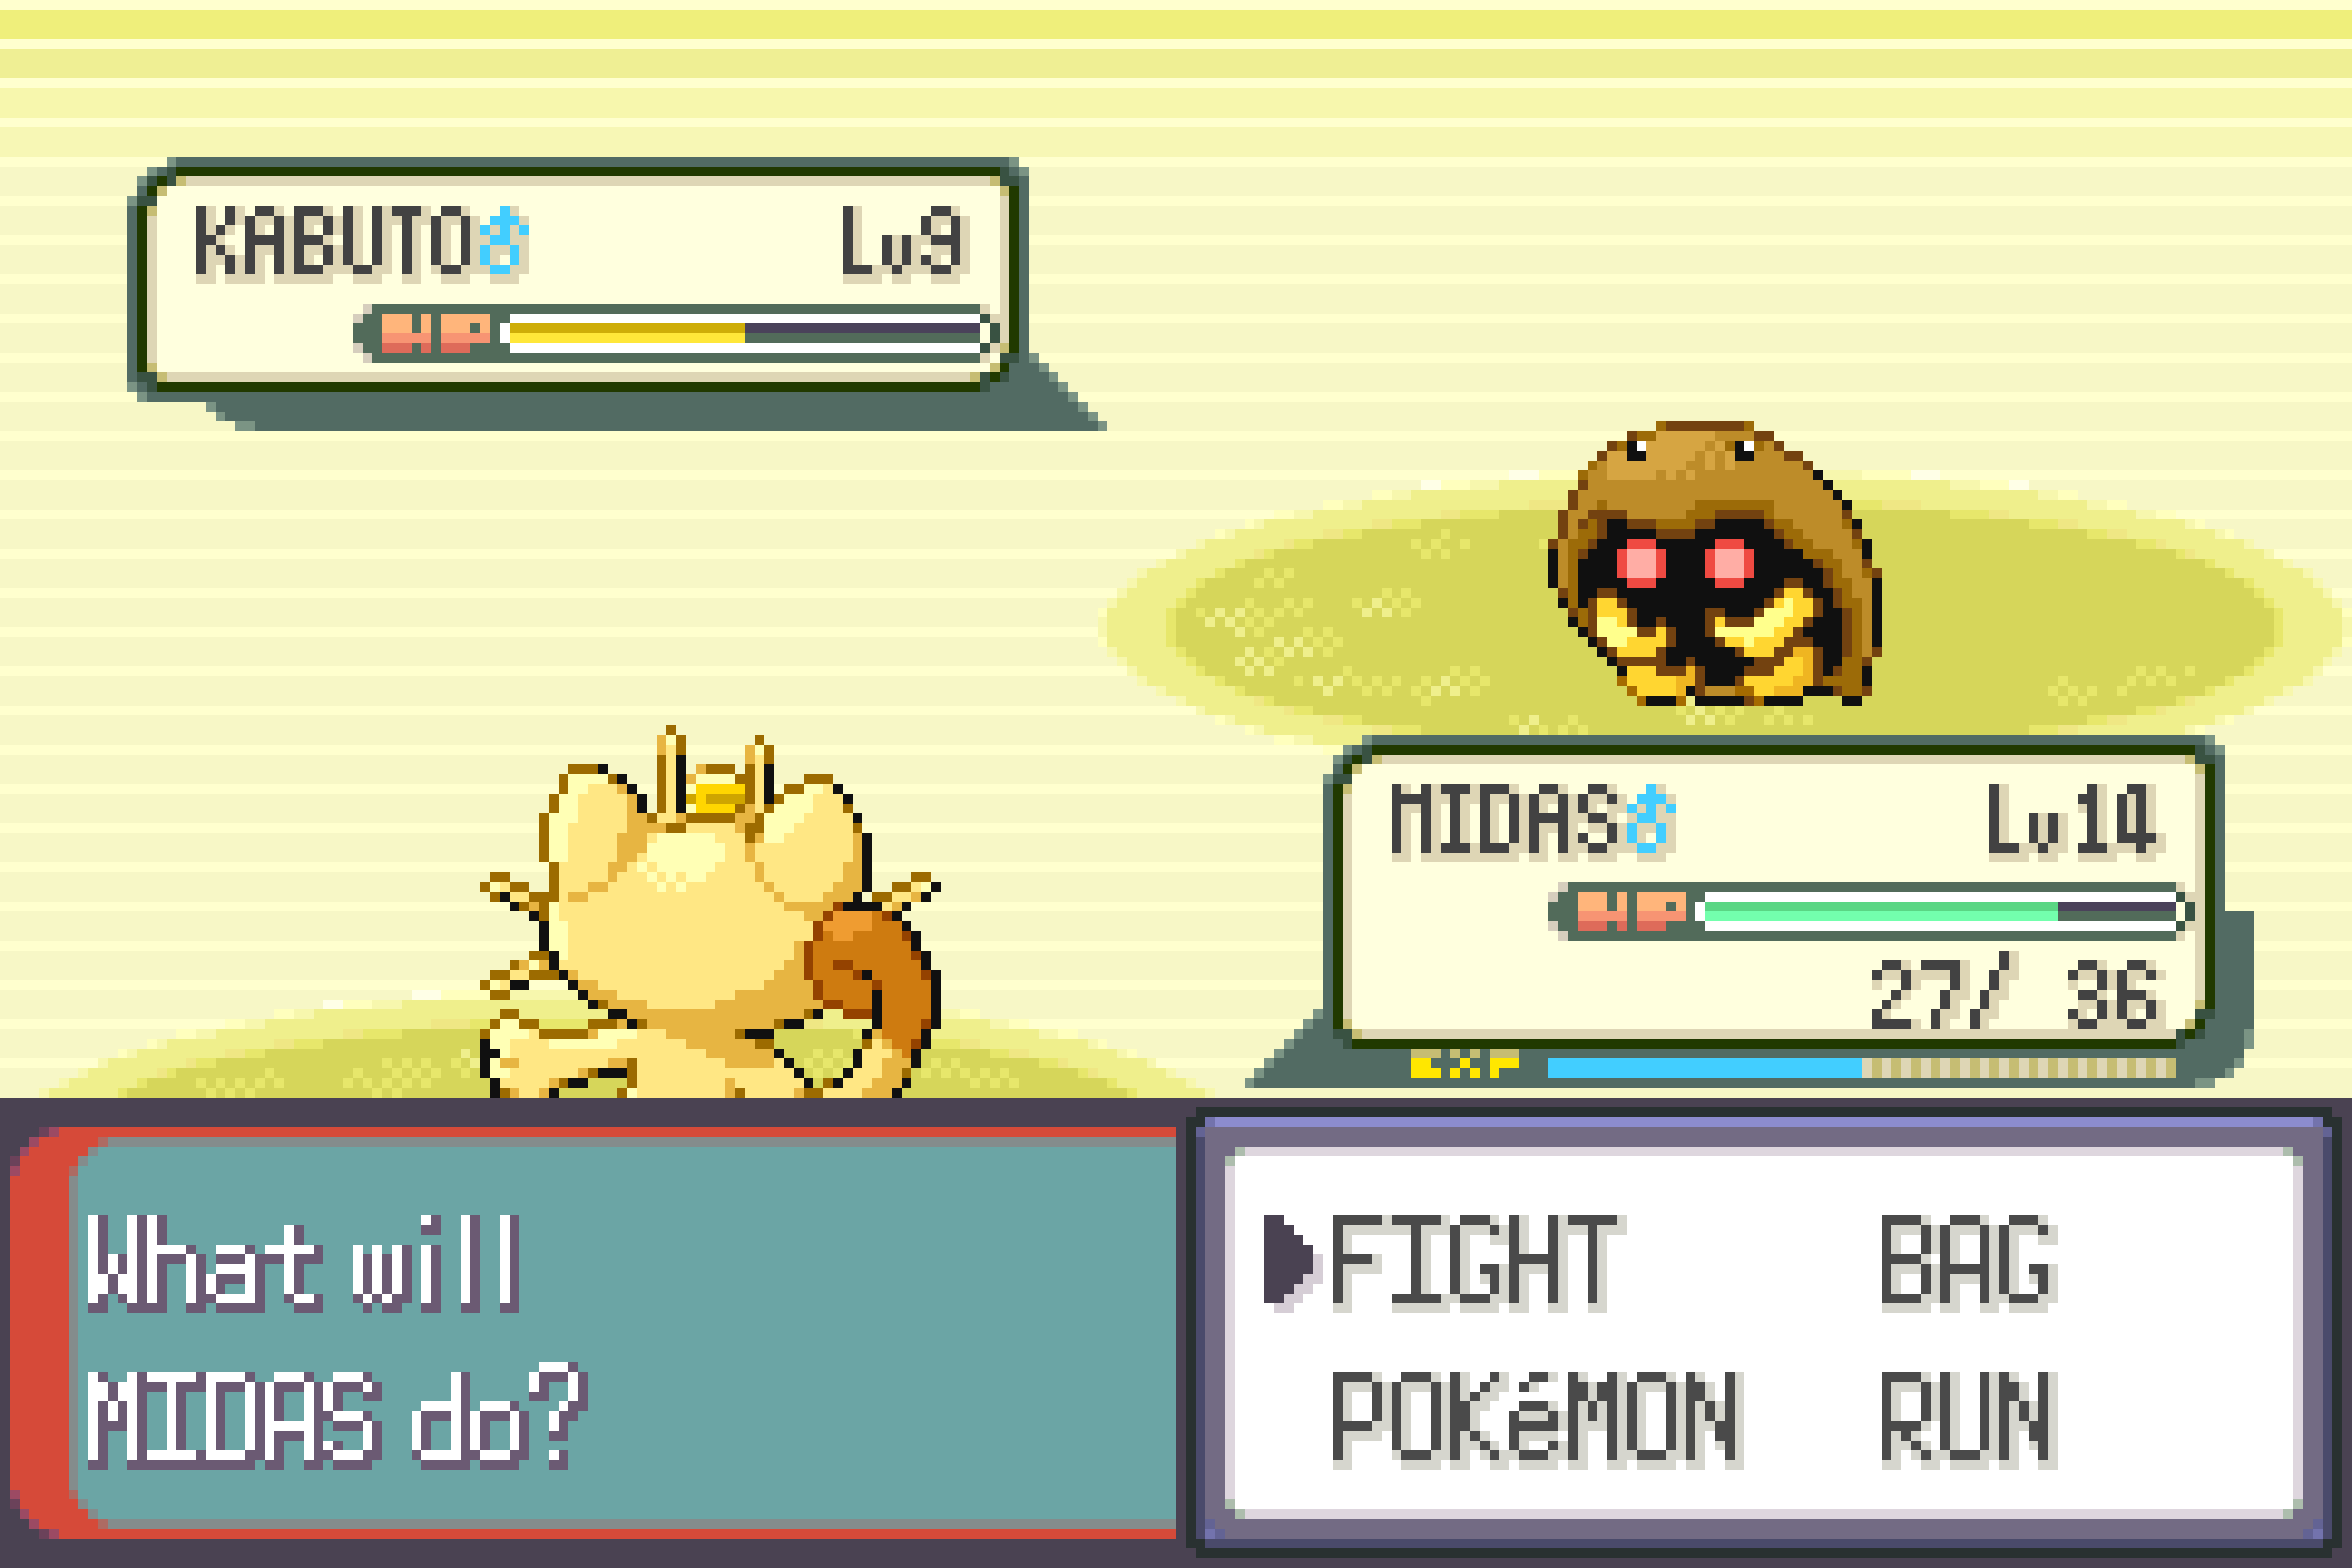 KABUTO♂ Lv9
HP
MIDAS♂ Lv14
HP
27/ 36
EXP
What will
MIDAS do?
▶FIGHT BAG
POKéMON RUN